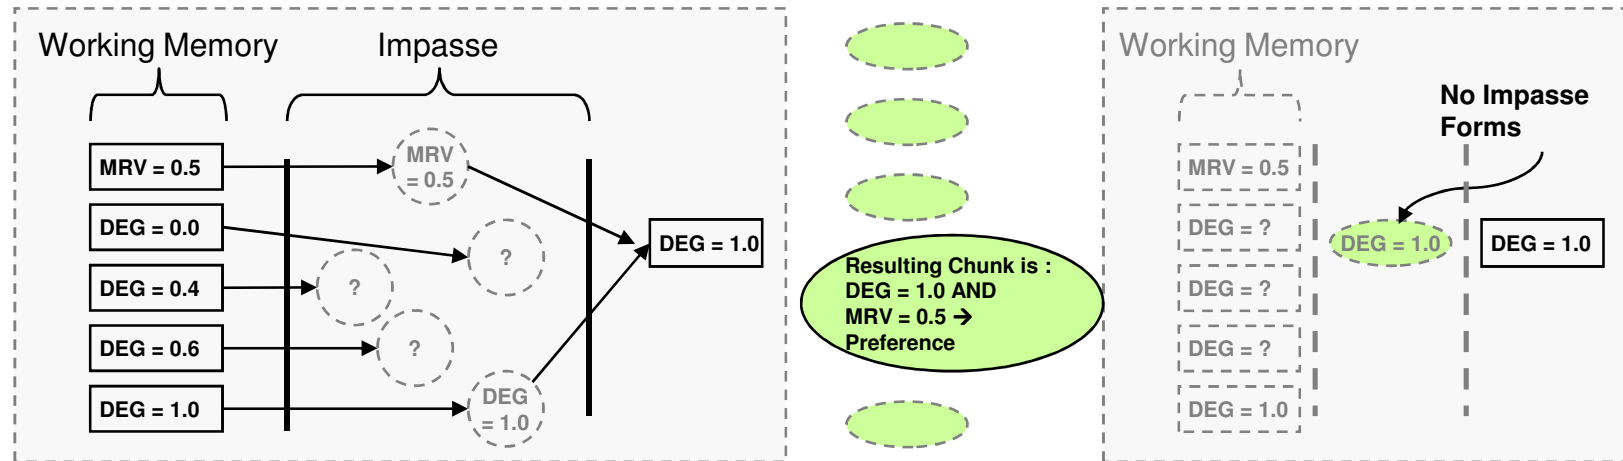 Working Memory
Impasse
MRV = 0.5
DEG = 0.0
DEG = 0.4
DEG = 0.6
DEG = 1.0
MRV
= 0.5
?
?
?
DEG
= 1.0
DEG = 1.0
Resulting Chunk is :
DEG = 1.0 AND
MRV = 0.5 →
Preference
Working Memory
No Impasse
Forms
MRV = 0.5
DEG = ?
DEG = ?
DEG = ?
DEG = 1.0
DEG = 1.0
DEG = 1.0